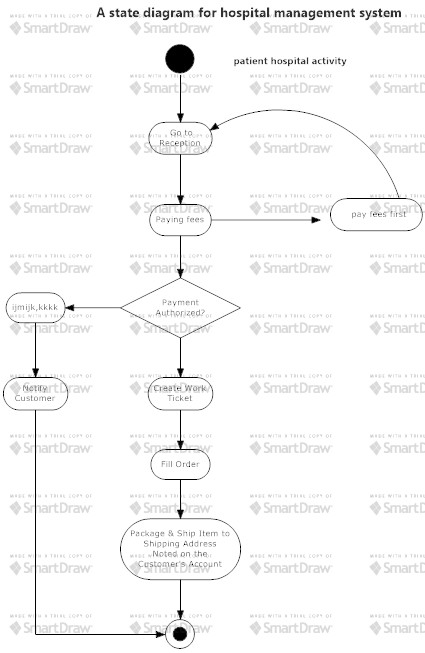 A state diagram for hospital management system
patient hospital activity
Go to
Reception
Paying fees
pay fees first
Payment
Authorized?
ijmijk,kkkk
Notify
Customer
Create Work
Ticket
Fill Order
Package & Ship Item to
Shipping Address
Noted on the
Customer's Account
MADE WITH A TRIAL COPY OF
SmartDraw